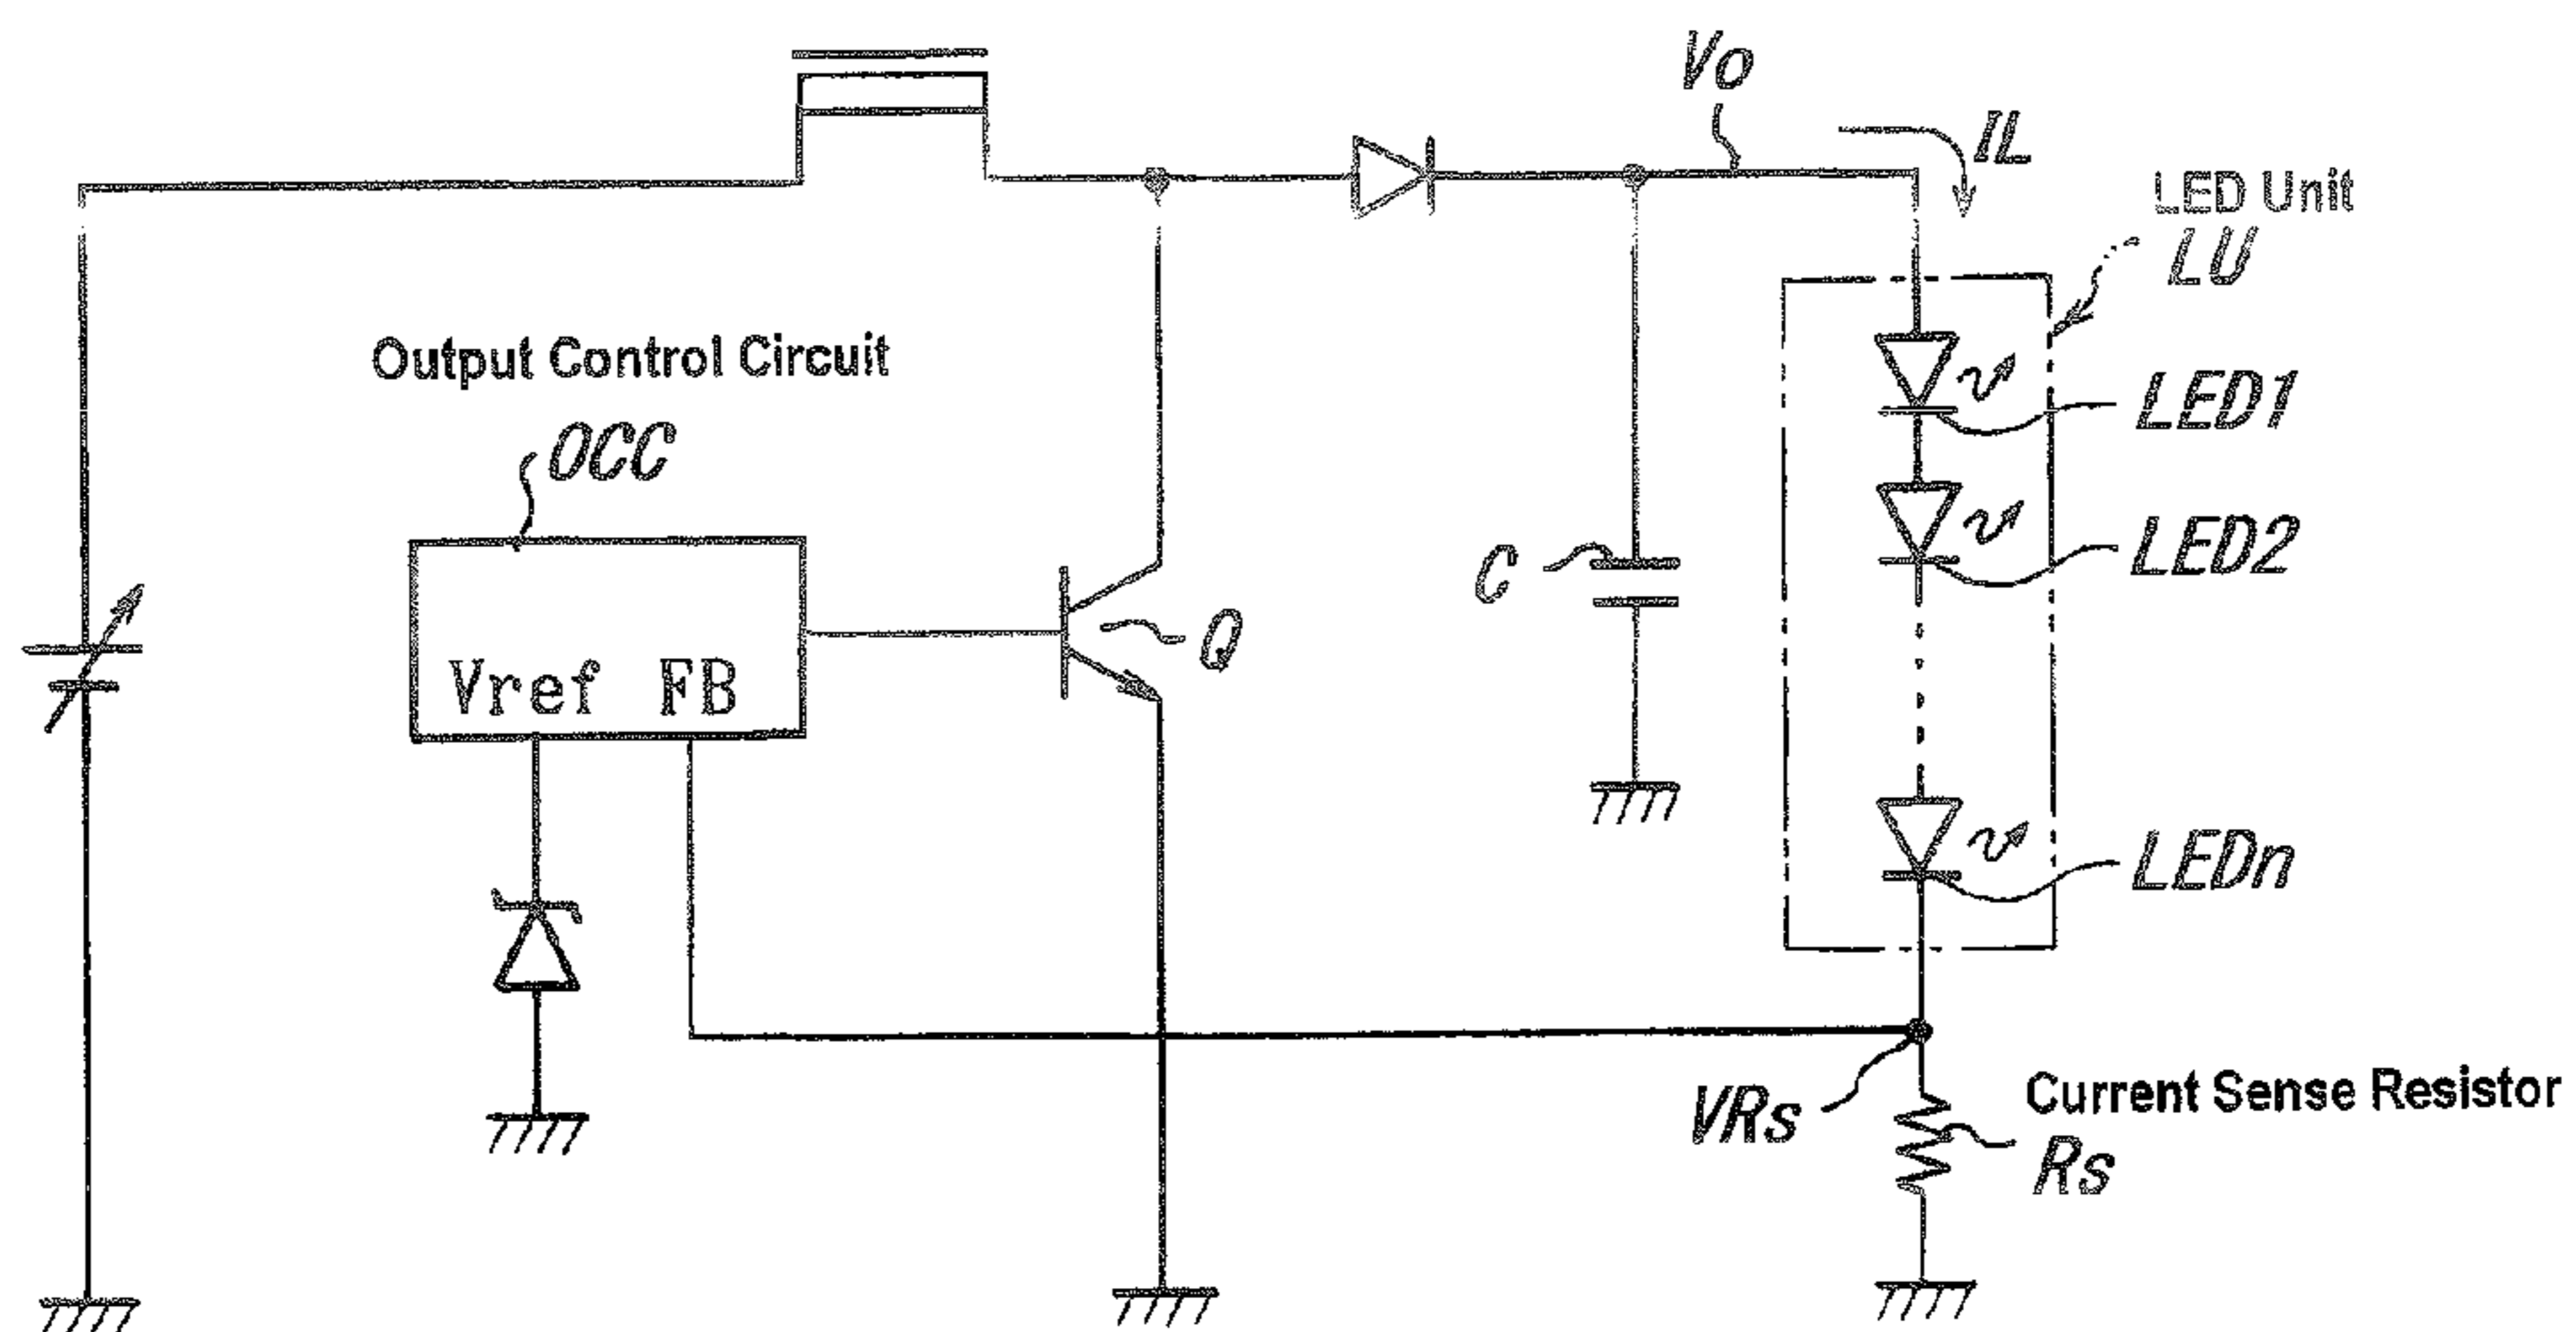 Vo
IL
LED Unit
LU
Output Control Circuit
OCC
LED1
LED2
C
Q
Vref FB
LEDn
VRs
Current Sense Resistor
Rs